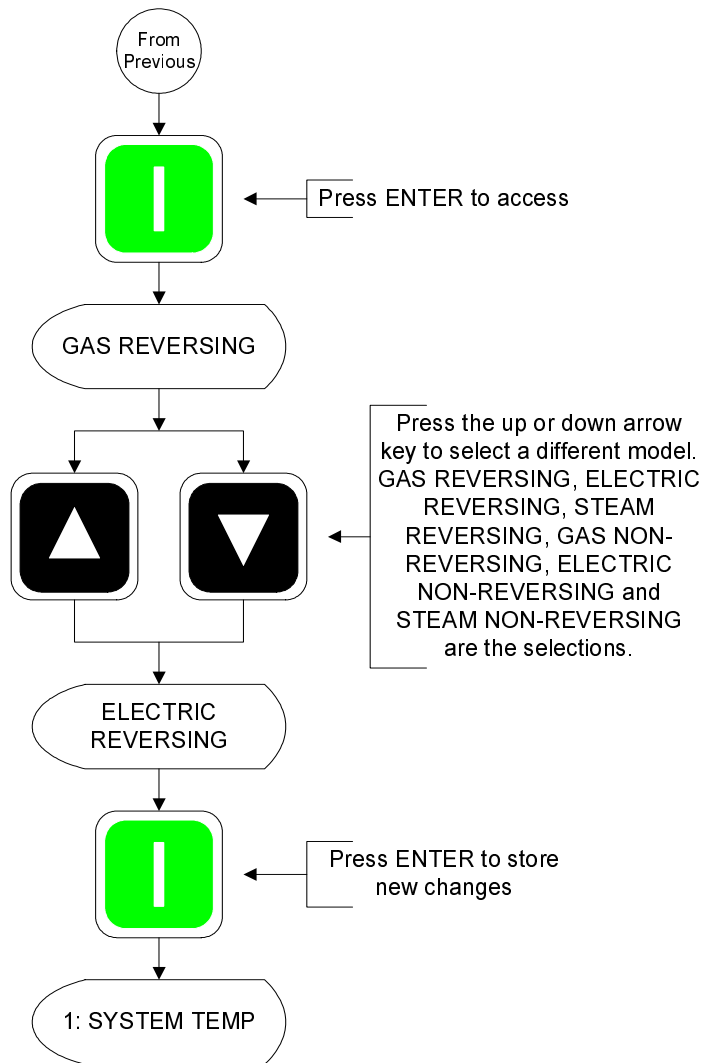 From
Previous
Press ENTER to access
GAS REVERSING
Press the up or down arrow
key to select a different model.
GAS REVERSING, ELECTRIC
REVERSING, STEAM
REVERSING, GAS NON-
REVERSING, ELECTRIC
NON-REVERSING and
STEAM NON-REVERSING
are the selections.
ELECTRIC
REVERSING
Press ENTER to store
new changes
1: SYSTEM TEMP